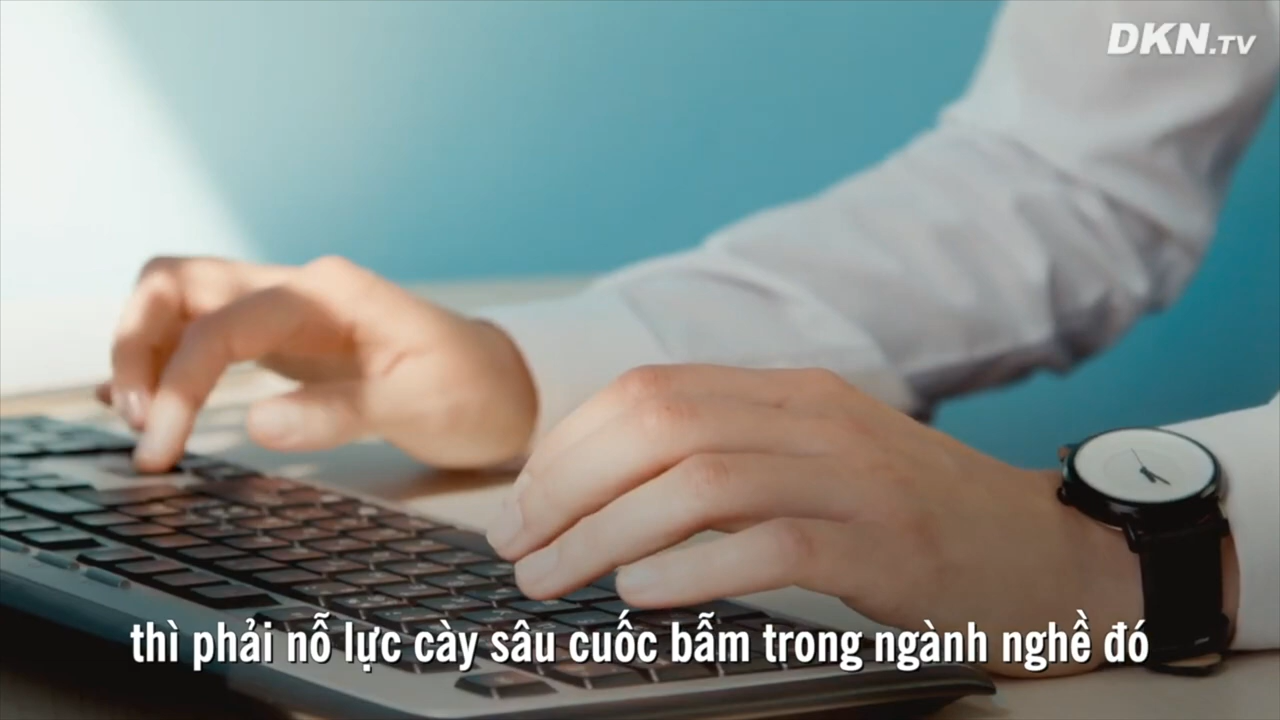 DKN.TV
thì phải nỗ lực cày sâu cuốc bẫm trong ngành nghề đó